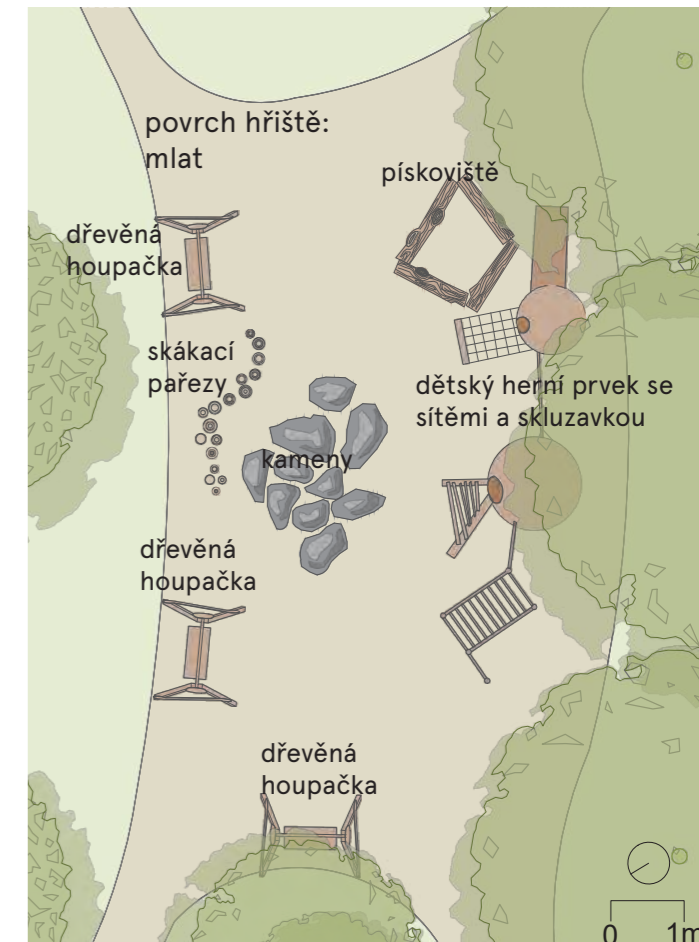 povrch hřiště:
mlat
pískoviště
dřevěná
houpačka
skákací
pařezy
dětský herní prvek se
sítěmi a skluzavkou
kameny
dřevěná
houpačka
dřevěná
houpačka
0 1m